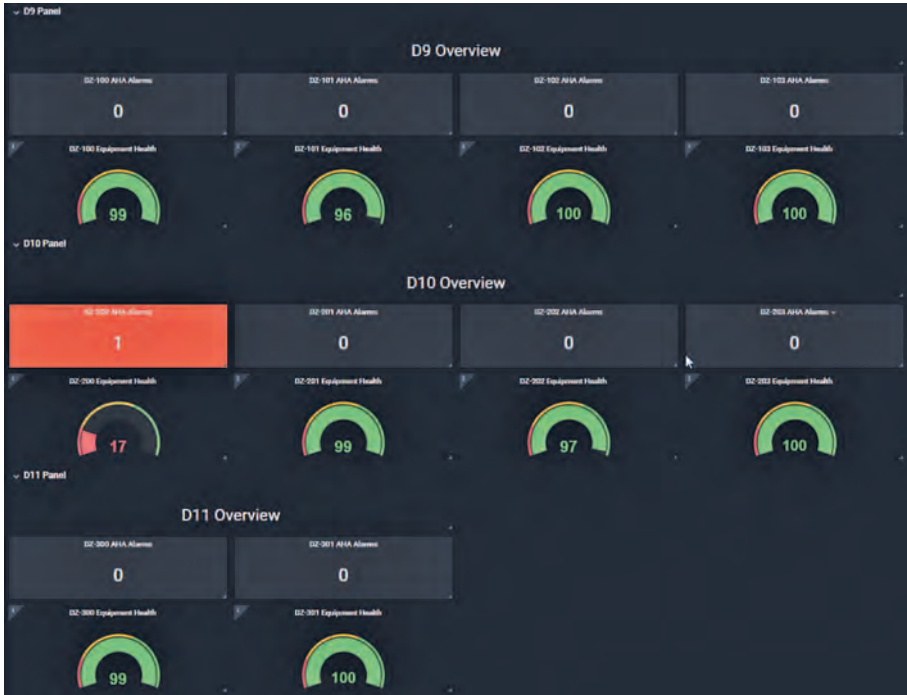 D9 Panel
D9 Overview
DZ-100 AHA Alarms DZ-101 AHA Alarms DZ-102 AHA Alarms DZ-103 AHA Alarms
0 0 0 0
DZ-100 Equipment Health DZ-101 Equipment Health DZ-102 Equipment Health DZ-103 Equipment Health
99 96 100 100
D10 Panel
D10 Overview
DZ-200 AHA Alarms DZ-201 AHA Alarms DZ-202 AHA Alarms DZ-203 AHA Alarms
1 0 0 0
DZ-200 Equipment Health DZ-201 Equipment Health DZ-202 Equipment Health DZ-203 Equipment Health
17 99 97 100
D11 Panel
D11 Overview
DZ-300 AHA Alarms DZ-301 AHA Alarms
0 0
DZ-300 Equipment Health DZ-301 Equipment Health
99 100